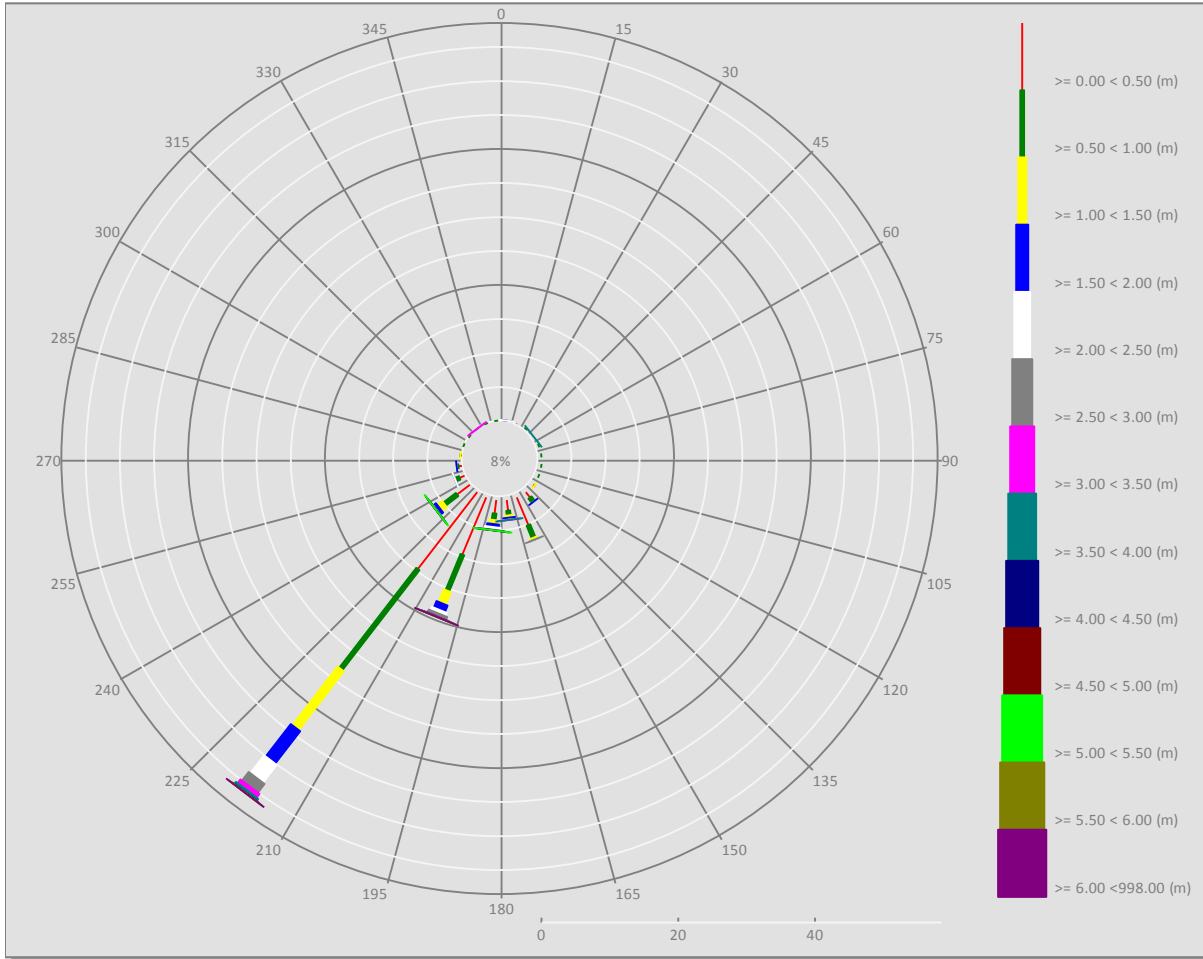 0
15
30
45
60
75
90
105
120
135
150
165
180
195
210
225
240
255
270
285
300
315
330
345
8%
>= 0.00 < 0.50 (m)
>= 0.50 < 1.00 (m)
>= 1.00 < 1.50 (m)
>= 1.50 < 2.00 (m)
>= 2.00 < 2.50 (m)
>= 2.50 < 3.00 (m)
>= 3.00 < 3.50 (m)
>= 3.50 < 4.00 (m)
>= 4.00 < 4.50 (m)
>= 4.50 < 5.00 (m)
>= 5.00 < 5.50 (m)
>= 5.50 < 6.00 (m)
>= 6.00 <998.00 (m)
0 20 40